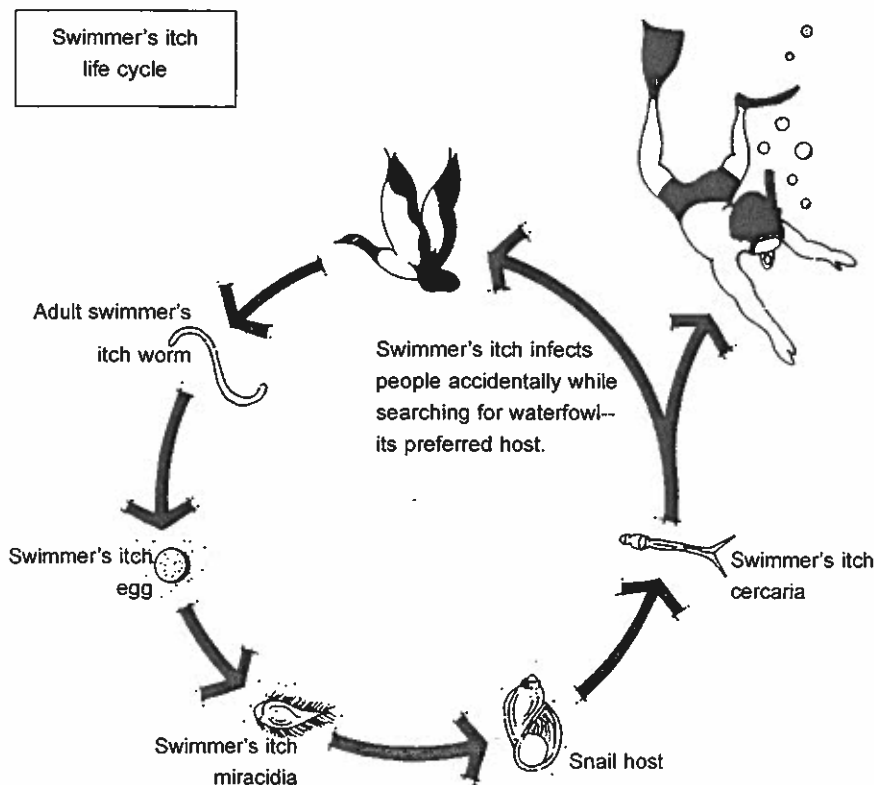 Swimmer's itch
life cycle
Adult swimmer's
itch worm
Swimmer's itch infects
people accidentally while
searching for waterfowl--
its preferred host.
Swimmer's itch
egg
Swimmer's itch
cercaria
Swimmer's itch
miracidia
Snail host